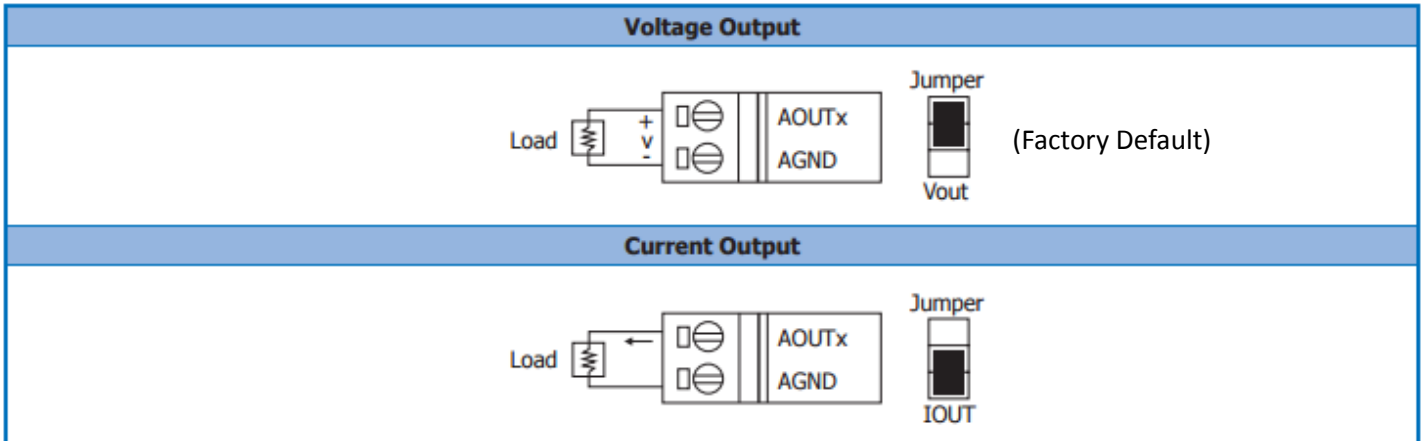 Voltage Output
Jumper
Load
+
V
-
AOUTx
AGND
(Factory Default)
Vout
Current Output
Jumper
Load
AOUTx
AGND
IOUT